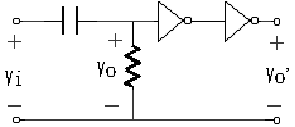 + + +
vi vo vo'
− − −